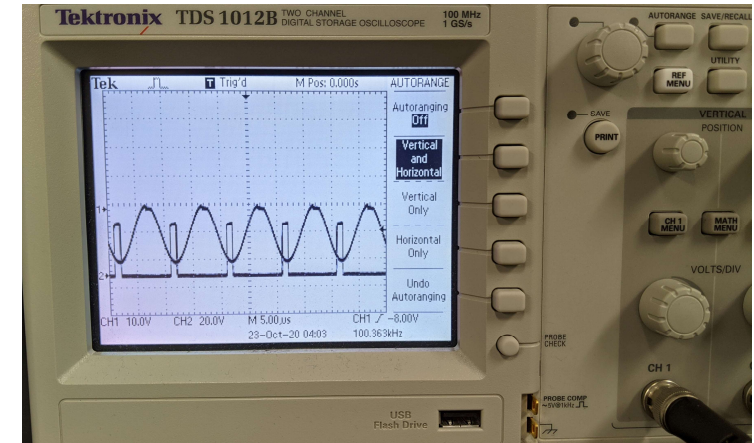 Tektronix TDS 1012B TWO CHANNEL DIGITAL STORAGE OSCILLOSCOPE 100 MHz 1 GS/s
AUTORANGE SAVE/RECALL
UTILITY
REF MENU
SAVE
PRINT
VERTICAL
POSITION
CH 1 MENU
MATH MENU
VOLTS/DIV
CH 1
PROBE CHECK
PROBE COMP
~5V@1kHz
USB
Flash Drive
Tek T Trig'd M Pos: 0.000s AUTORANGE
Autoranging
Off
Vertical
and
Horizontal
Vertical
Only
Horizontal
Only
Undo
Autoranging
1
2
CH1 10.0V CH2 20.0V M 5.00µs CH1 -8.00V
23-Oct-20 04:03 100.363kHz